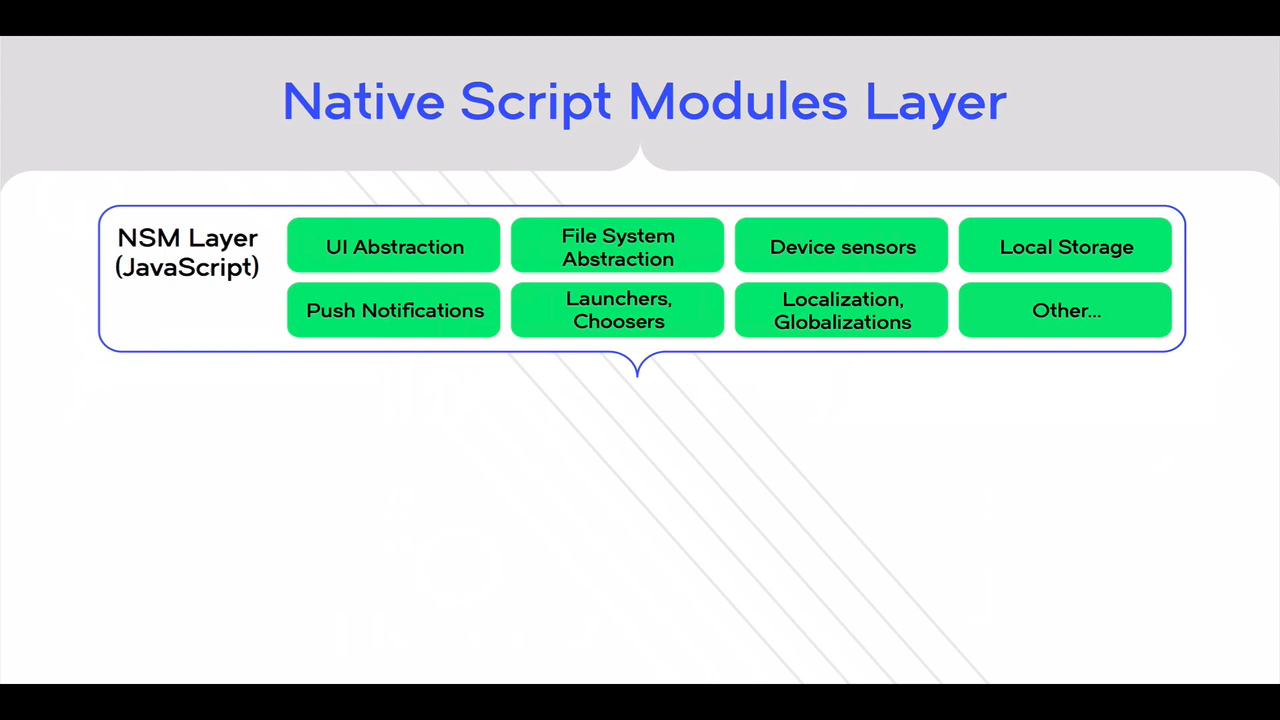 Native Script Modules Layer
NSM Layer
(JavaScript)
UI Abstraction
File System
Abstraction
Device sensors
Local Storage
Push Notifications
Launchers,
Choosers
Localization,
Globalizations
Other...